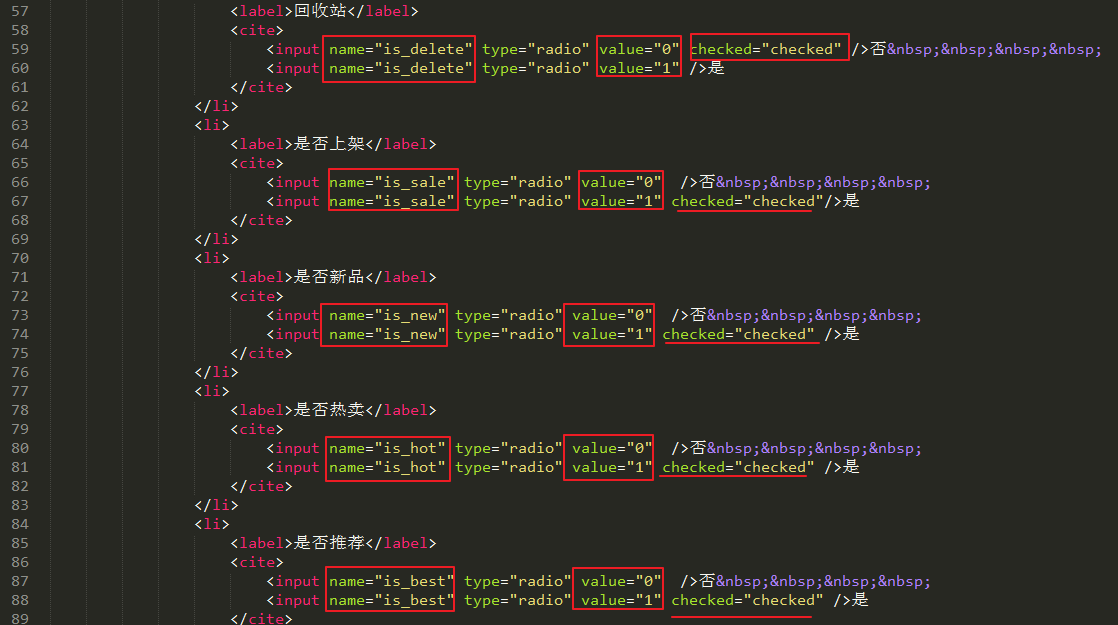 57 <label>回收站</label>
58 <cite>
59 <input name="is_delete" type="radio" value="0" checked="checked" />否&nbsp;&nbsp;&nbsp;&nbsp;
60 <input name="is_delete" type="radio" value="1" />是
61 </cite>
62 </li>
63 <li>
64 <label>是否上架</label>
65 <cite>
66 <input name="is_sale" type="radio" value="0" />否&nbsp;&nbsp;&nbsp;&nbsp;
67 <input name="is_sale" type="radio" value="1" checked="checked"/>是
68 </cite>
69 </li>
70 <li>
71 <label>是否新品</label>
72 <cite>
73 <input name="is_new" type="radio" value="0" />否&nbsp;&nbsp;&nbsp;&nbsp;
74 <input name="is_new" type="radio" value="1" checked="checked" />是
75 </cite>
76 </li>
77 <li>
78 <label>是否热卖</label>
79 <cite>
80 <input name="is_hot" type="radio" value="0" />否&nbsp;&nbsp;&nbsp;&nbsp;
81 <input name="is_hot" type="radio" value="1" checked="checked" />是
82 </cite>
83 </li>
84 <li>
85 <label>是否推荐</label>
86 <cite>
87 <input name="is_best" type="radio" value="0" />否&nbsp;&nbsp;&nbsp;&nbsp;
88 <input name="is_best" type="radio" value="1" checked="checked" />是
89 </cite>